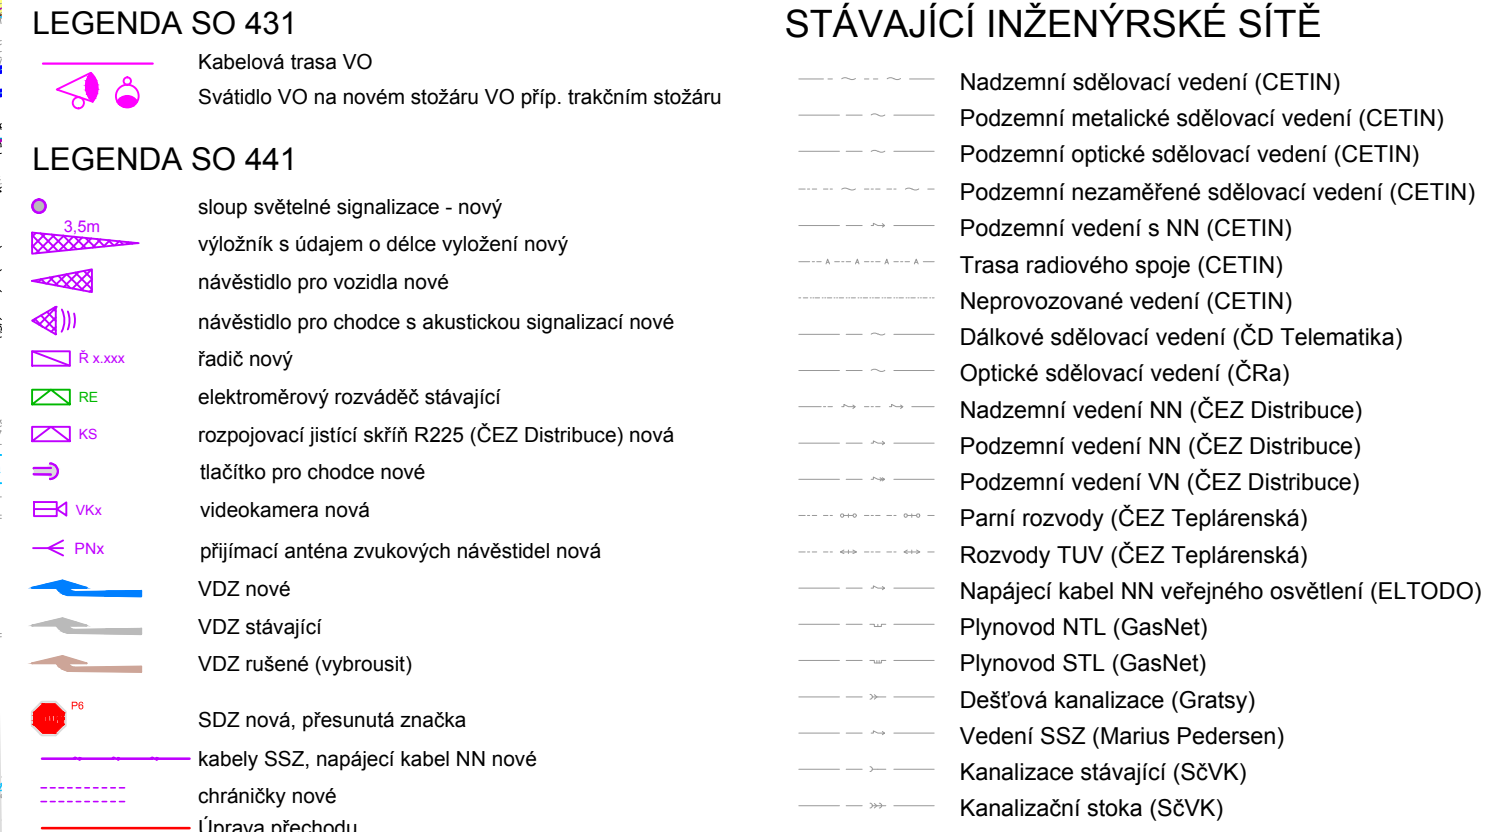 LEGENDA SO 431
Kabelová trasa VO
Svátidlo VO na novém stožáru VO příp. trakčním stožáru
LEGENDA SO 441
sloup světelné signalizace - nový
3,5m
výložník s údajem o délce vyložení nový
návěstidlo pro vozidla nové
návěstidlo pro chodce s akustickou signalizací nové
Ř x.xxx řadič nový
RE elektroměrový rozváděč stávající
KS rozpojovací jistící skříň R225 (ČEZ Distribuce) nová
tlačítko pro chodce nové
VKx videokamera nová
PNx přijímací anténa zvukových návěstidel nová
VDZ nové
VDZ stávající
VDZ rušené (vybrousit)
P6
SDZ nová, přesunutá značka
kabely SSZ, napájecí kabel NN nové
chráničky nové
Úprava přechodu
STÁVAJÍCÍ INŽENÝRSKÉ SÍTĚ
Nadzemní sdělovací vedení (CETIN)
Podzemní metalické sdělovací vedení (CETIN)
Podzemní optické sdělovací vedení (CETIN)
Podzemní nezaměřené sdělovací vedení (CETIN)
Podzemní vedení s NN (CETIN)
A A A A Trasa radiového spoje (CETIN)
Neprovozované vedení (CETIN)
Dálkové sdělovací vedení (ČD Telematika)
Optické sdělovací vedení (ČRa)
Nadzemní vedení NN (ČEZ Distribuce)
Podzemní vedení NN (ČEZ Distribuce)
Podzemní vedení VN (ČEZ Distribuce)
Parní rozvody (ČEZ Teplárenská)
Rozvody TUV (ČEZ Teplárenská)
Napájecí kabel NN veřejného osvětlení (ELTODO)
Plynovod NTL (GasNet)
Plynovod STL (GasNet)
Dešťová kanalizace (Gratsy)
Vedení SSZ (Marius Pedersen)
Kanalizace stávající (SčVK)
Kanalizační stoka (SčVK)